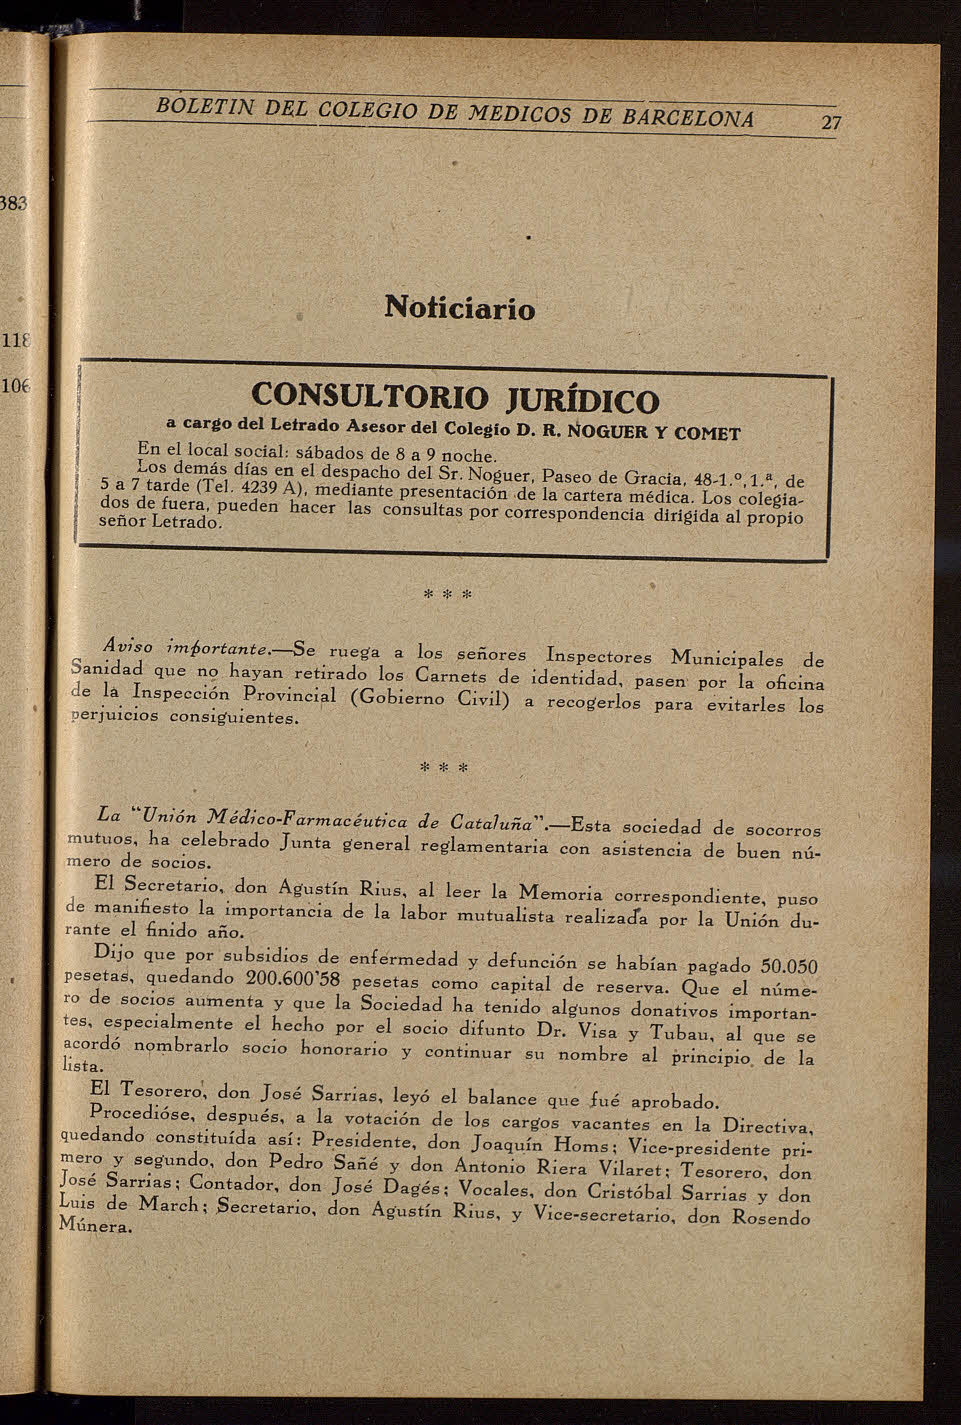 383
118
106
BOLETIN DEL COLEGIO DE MEDICOS DE BARCELONA 27
Noticiario
CONSULTORIO JURÍDICO
a cargo del Letrado Asesor del Colegio D. R. NOGUER Y COMET
En el local social: sábados de 8 a 9 noche.
Los demás días en el despacho del Sr. Noguer, Paseo de Gracia, 48-1.º, 1.ª, de
5 a 7 tarde (Tel. 4239 A), mediante presentación de la cartera médica. Los colegia-
dos de fuera, pueden hacer las consultas por correspondencia dirigida al propio
señor Letrado.
* * *
Aviso importante.—Se ruega a los señores Inspectores Municipales de
Sanidad que no hayan retirado los Carnets de identidad, pasen por la oficina
de la Inspección Provincial (Gobierno Civil) a recogerlos para evitarles los
perjuicios consiguientes.
* * *
La "Unión Médico-Farmacéutica de Cataluña".—Esta sociedad de socorros
mutuos, ha celebrado Junta general reglamentaria con asistencia de buen nú-
mero de socios.
El Secretario, don Agustín Rius, al leer la Memoria correspondiente, puso
de manifiesto la importancia de la labor mutualista realizada por la Unión du-
rante el finido año.
Dijo que por subsidios de enfermedad y defunción se habían pagado 50.050
pesetas, quedando 200.600'58 pesetas como capital de reserva. Que el núme-
ro de socios aumenta y que la Sociedad ha tenido algunos donativos importan-
tes, especialmente el hecho por el socio difunto Dr. Visa y Tubau, al que se
acordó nombrarlo socio honorario y continuar su nombre al principio de la
lista.
El Tesorero, don José Sarrias, leyó el balance que fué aprobado.
Procedióse, después, a la votación de los cargos vacantes en la Directiva,
quedando constituída así: Presidente, don Joaquín Homs; Vice-presidente pri-
mero y segundo, don Pedro Sañé y don Antonio Riera Vilaret; Tesorero, don
José Sarrias; Contador, don José Dagés; Vocales, don Cristóbal Sarrias y don
Luis de March; Secretario, don Agustín Rius, y Vice-secretario, don Rosendo
Múnera.